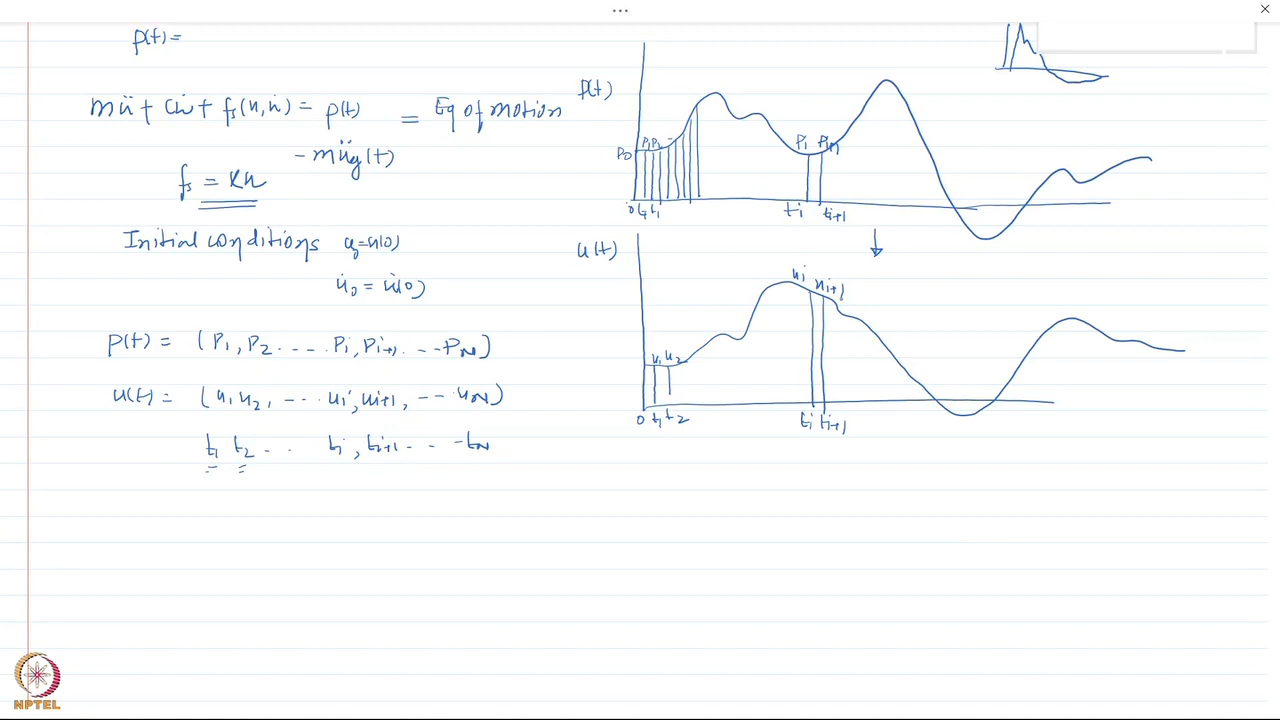 p(t) =
mü + cu̇ + fs(u, u̇) = p(t) = Eq of motion
- müg(t)
fs = Ku
Initial conditions u0 = u(0)
u̇0 = u̇(0)
p(t) = (P1, P2 ..... Pi, Pi+1 ... -- PN)
u(t) = (u1 u2, -- ... ui, ui+1, -- -- uN)
t1 t2 - .. ti, ti+1 -.. - -tN
p(t)
P0
P1 P2 -
Pi Pi+1
0 t1
ti ti+1
u(t)
u1 u2
ui ui+1
0 t1 t2
ti ti+1
NPTEL